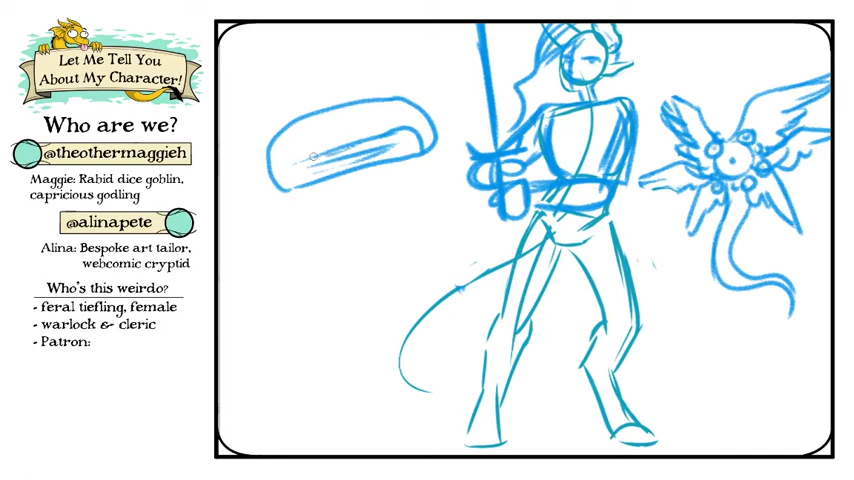 Let Me Tell You
About My Character!
Who are we?
@theothermaggieh
Maggie: Rabid dice goblin,
capricious godling
@alinapete
Alina: Bespoke art tailor,
webcomic cryptid
Who's this weirdo?
- feral tiefling, female
- warlock & cleric
- Patron: